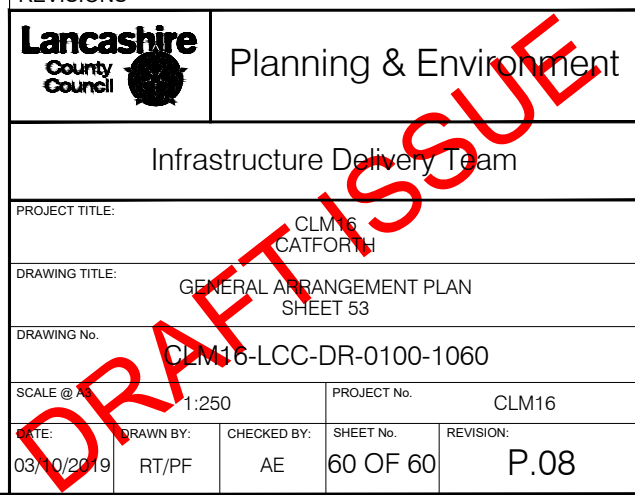 REVISIONS
Lancashire
County
Council
Planning & Environment
Infrastructure Delivery Team
PROJECT TITLE:
CLM16
CATFORTH
DRAWING TITLE:
GENERAL ARRANGEMENT PLAN
SHEET 53
DRAWING No.
CLM16-LCC-DR-0100-1060
SCALE @ A3
1:250
PROJECT No.
CLM16
DATE:
03/10/2019
DRAWN BY:
RT/PF
CHECKED BY:
AE
SHEET No.
60 OF 60
REVISION:
P.08
DRAFT ISSUE